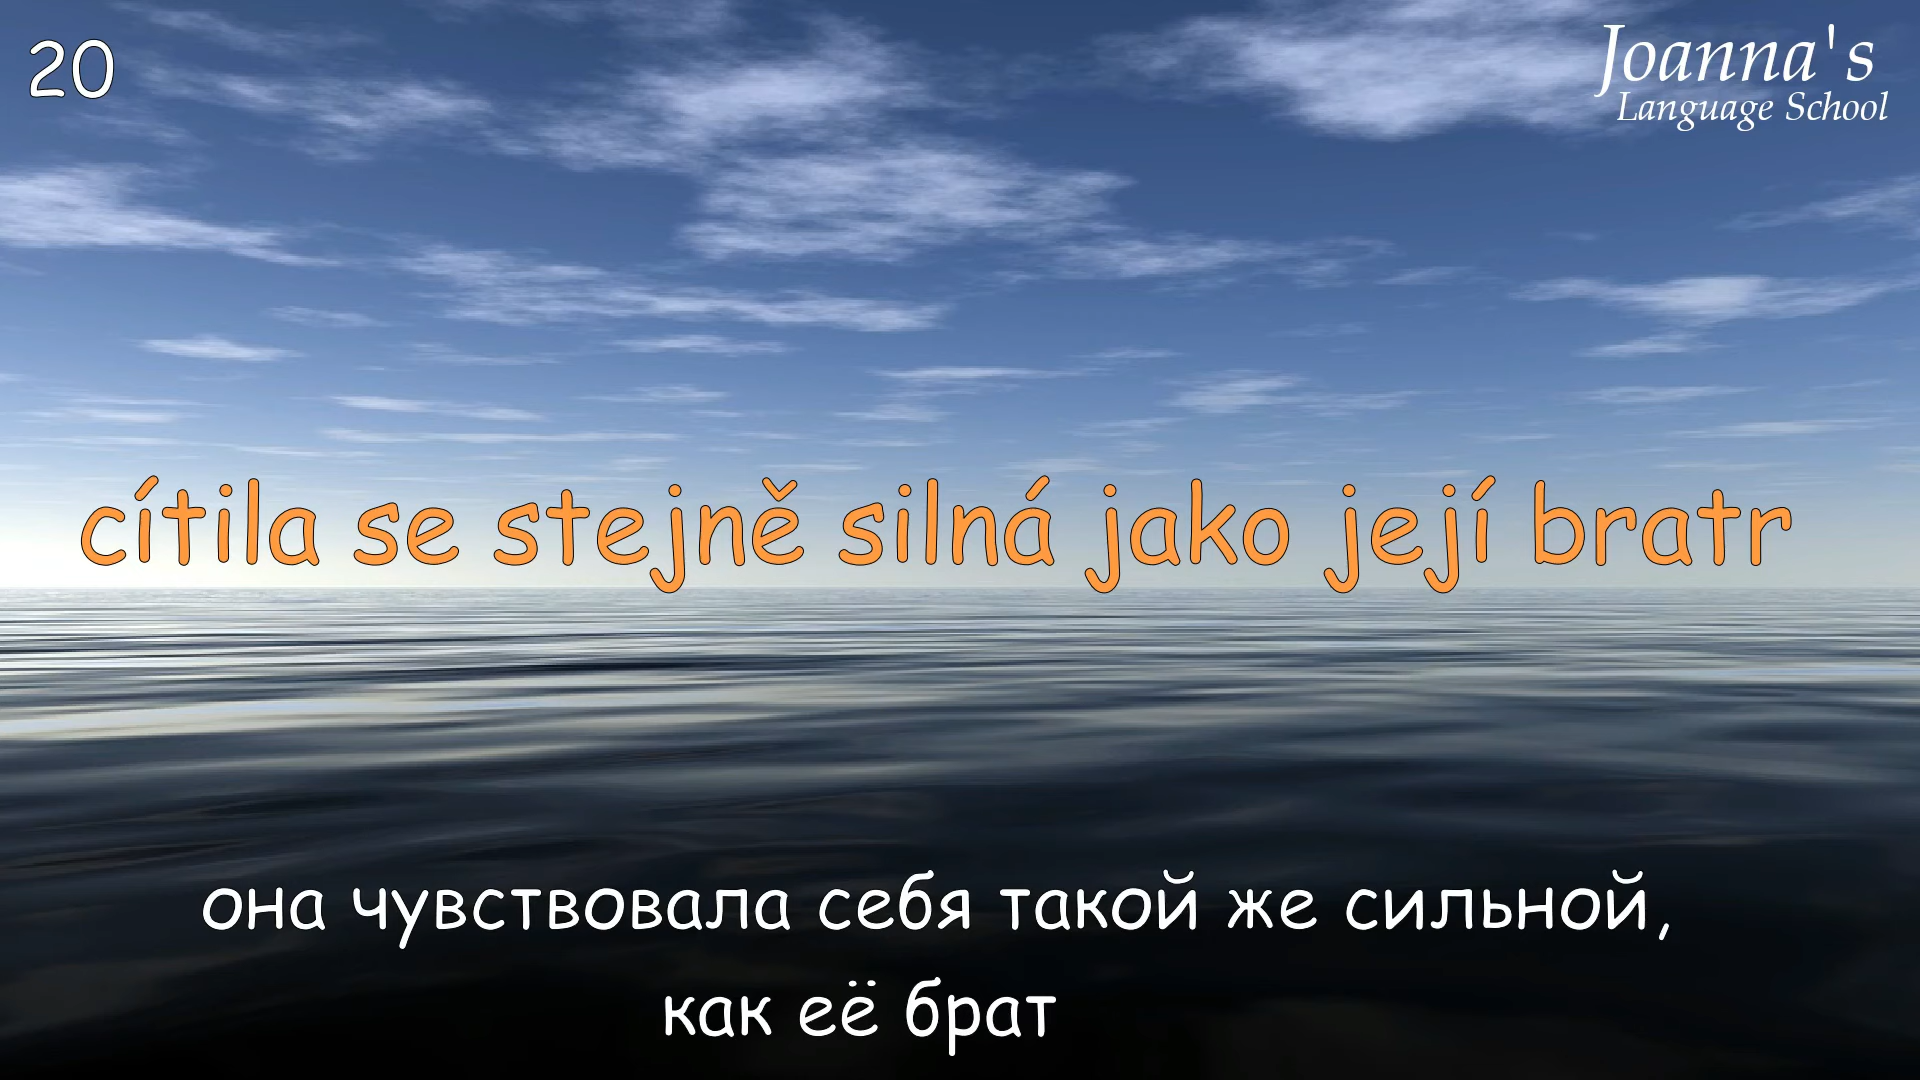 20
Joanna's
Language School
cítila se stejně silná jako její bratr
она чувствовала себя такой же сильной,
как её брат